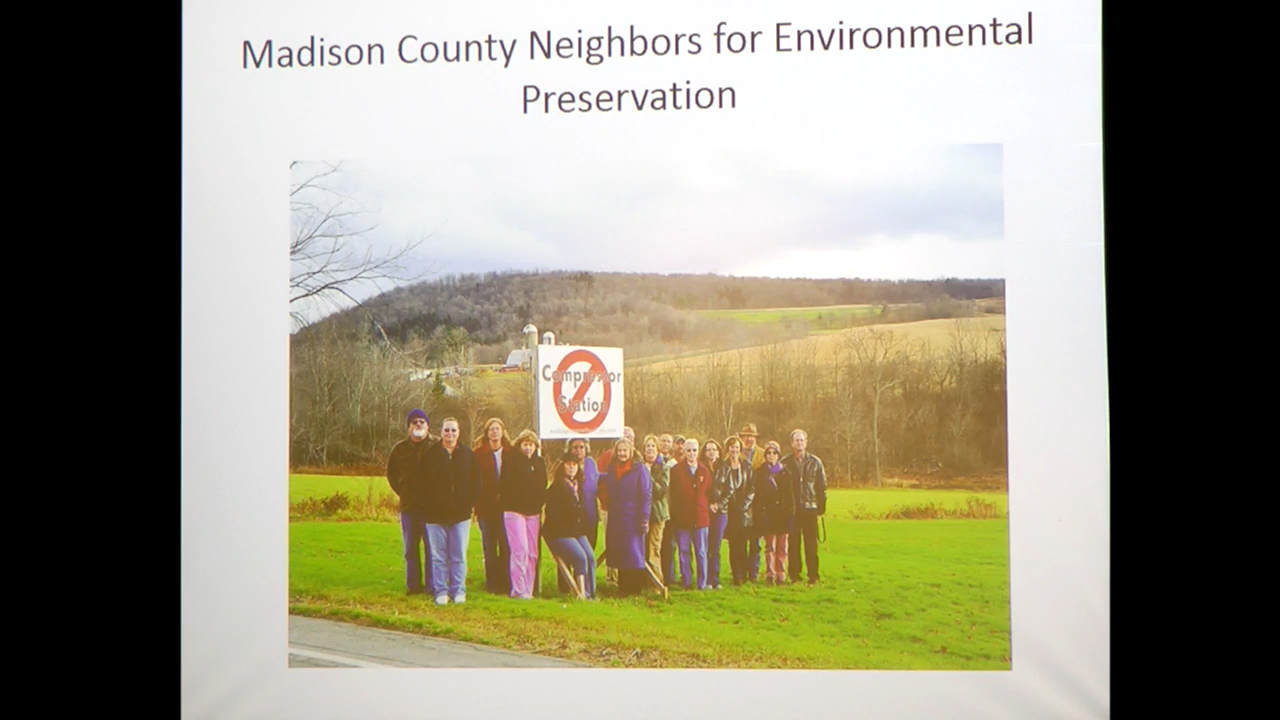 Madison County Neighbors for Environmental
Preservation
Compressor
Station